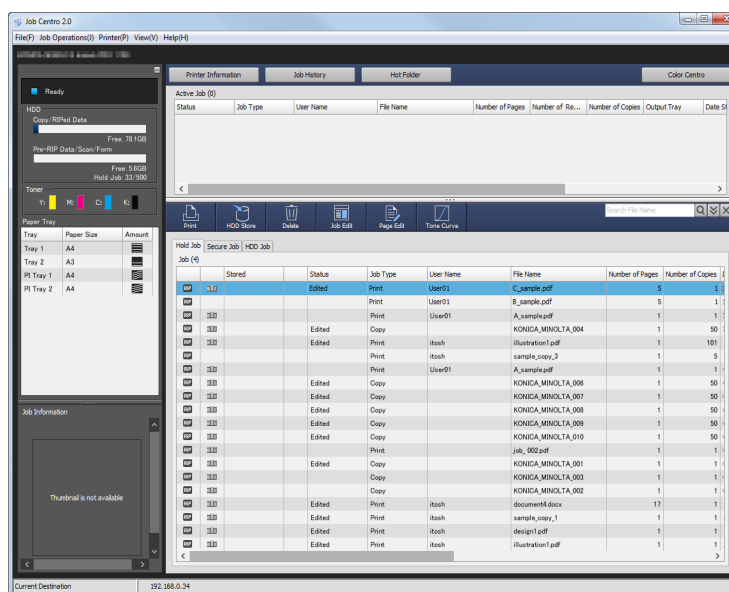 Job Centro 2.0
File(F) Job Operations(J) Printer(P) View(V) Help(H)
Printer Information Job History Hot Folder Color Centro
Ready
HDD
Copy/RIPed Data
Free: 78.1GB
Pre-RIP Data/Scan/Form
Free: 5.6GB
Hold Job: 33/500
Toner
Y: M: C: K:
Paper Tray
Tray Paper Size Amount
Tray 1 A4
Tray 2 A3
PI Tray 1 A4
PI Tray 2 A4
Job Information
Thumbnail is not available
Active Job (0)
Status Job Type User Name File Name Number of Pages Number of Re... Number of Copies Output Tray Date St
Print HDD Store Delete Job Edit Page Edit Tone Curve Search File Name
Hold Job Secure Job HDD Job
Job (4)
Stored Status Job Type User Name File Name Number of Pages Number of Copies
RIP Edited Print User01 C_sample.pdf 5 1
RIP Print User01 B_sample.pdf 5 1
RIP Print User01 A_sample.pdf 1 1
RIP Edited Copy KONICA_MINOLTA_004 1 50
RIP Edited Print itosh illustration1.pdf 1 101
RIP Print itosh sample_copy_3 1 5
RIP Print User01 A_sample.pdf 1 1
RIP Edited Copy KONICA_MINOLTA_006 1 50
RIP Edited Copy KONICA_MINOLTA_007 1 50
RIP Edited Copy KONICA_MINOLTA_008 1 50
RIP Edited Copy KONICA_MINOLTA_009 1 50
RIP Edited Copy KONICA_MINOLTA_010 1 50
RIP Print job_ 002.pdf 1 1
RIP Edited Copy KONICA_MINOLTA_001 1 1
RIP Copy KONICA_MINOLTA_003 1 1
RIP Copy KONICA_MINOLTA_002 1 1
RIP Edited Print itosh document4.docx 17 1
RIP Edited Print itosh sample_copy_1 1 1
RIP Edited Print itosh design1.pdf 1 1
RIP Edited Print itosh illustration1.pdf 1 1
Current Destination 192.168.0.34